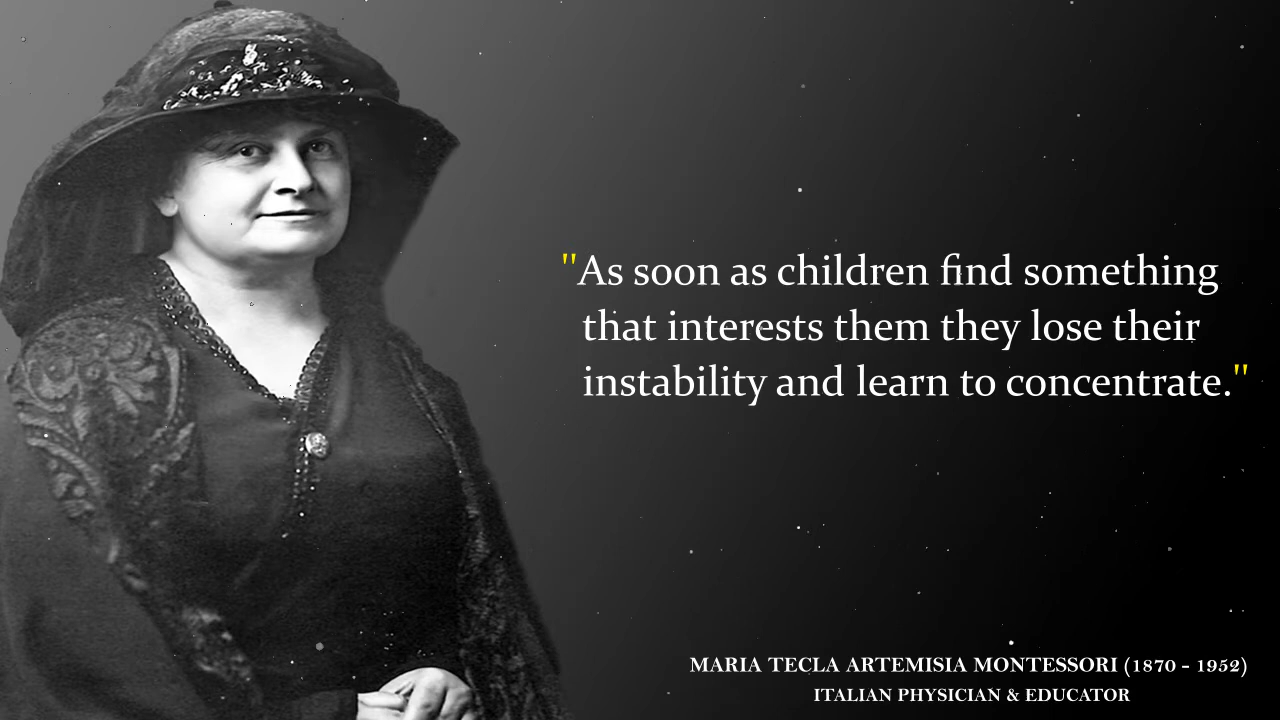 "As soon as children find something
that interests them they lose their
instability and learn to concentrate."
MARIA TECLA ARTEMISIA MONTESSORI (1870 - 1952)
ITALIAN PHYSICIAN & EDUCATOR